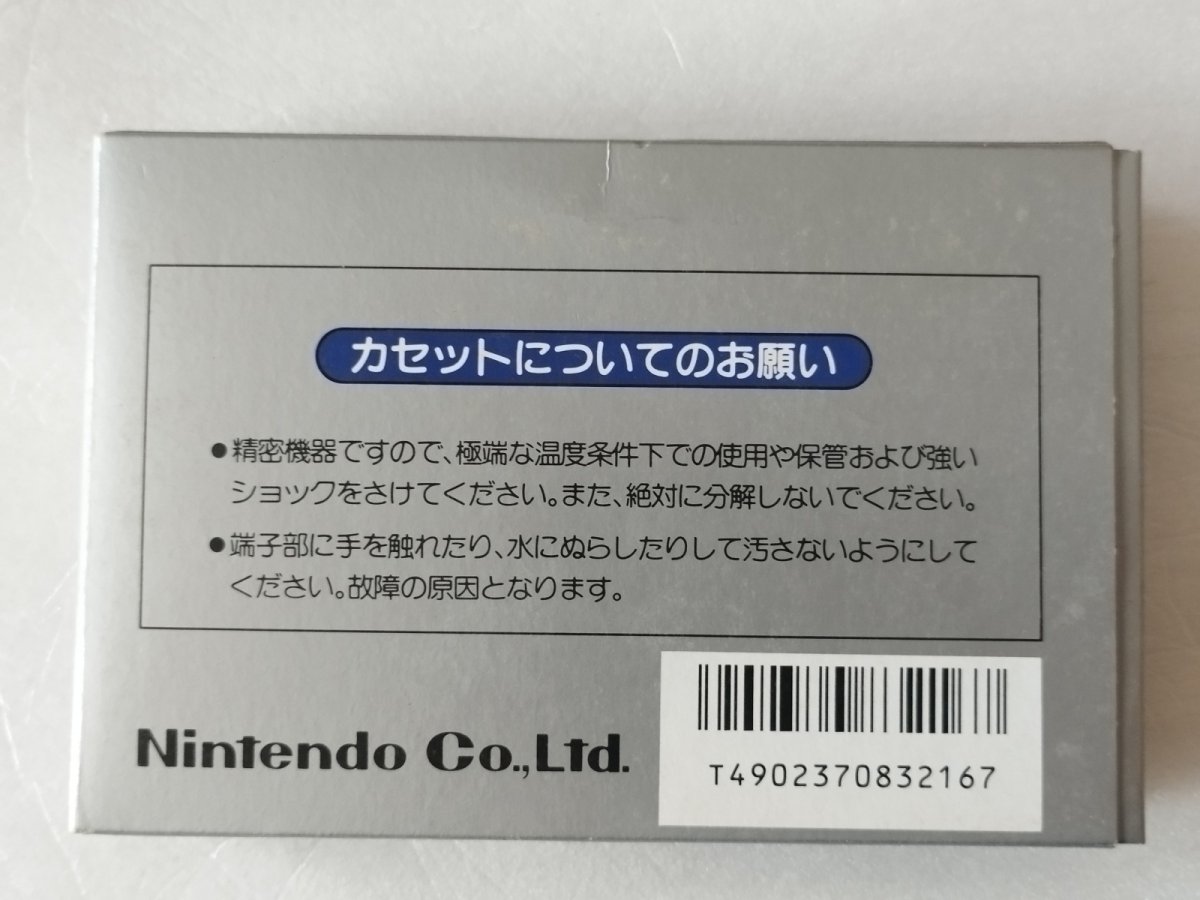 カセットについてのお願い
●精密機器ですので、極端な温度条件下での使用や保管および強い
ショックをさけてください。また、絶対に分解しないでください。
●端子部に手を触れたり、水にぬらしたりして汚さないようにして
ください。故障の原因となります。
Nintendo Co.,Ltd.
T4902370832167